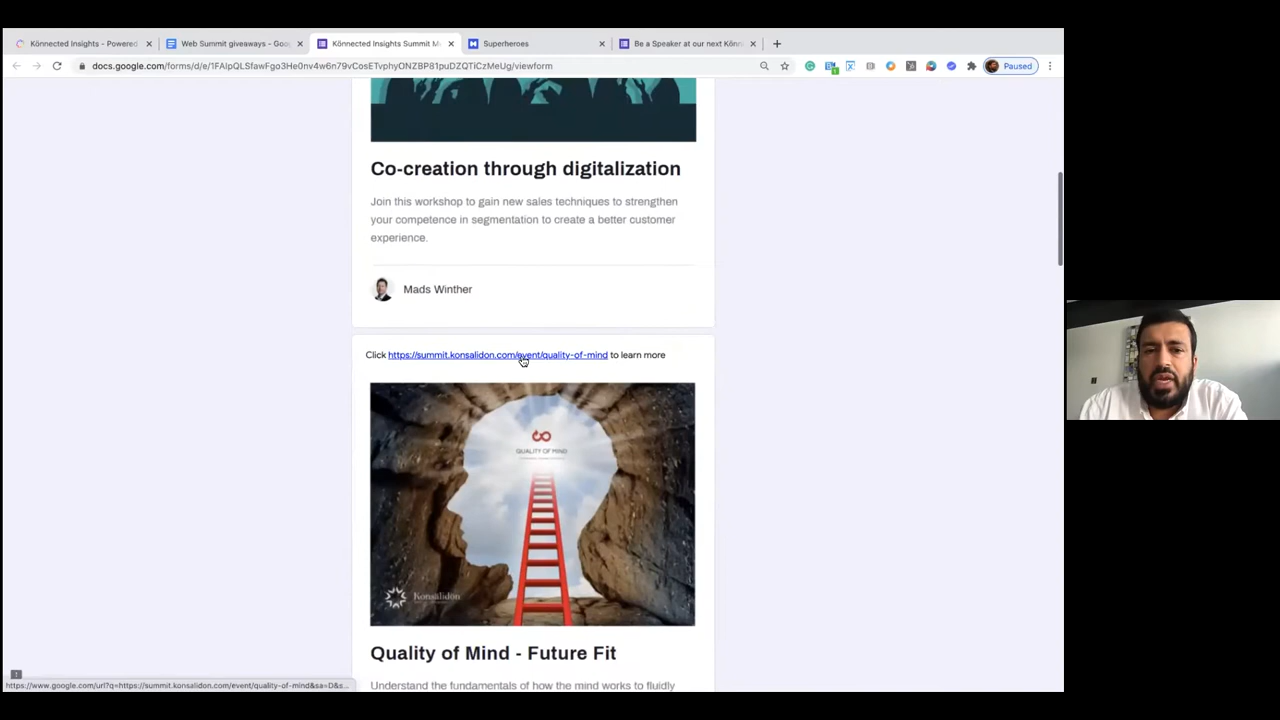 Könnected Insights - Powered
Web Summit giveaways - Goo
Könnected Insights Summit M
Superheroes
Be a Speaker at our next Könn
docs.google.com/forms/d/e/1FAIpQLSfawFgo3He0nv4w6n79vCosETvphyONZBP81puDZQTiCzMeUg/viewform
Paused
Co-creation through digitalization
Join this workshop to gain new sales techniques to strengthen
your competence in segmentation to create a better customer
experience.
Mads Winther
Click https://summit.konsalidon.com/event/quality-of-mind to learn more
QUALITY OF MIND
Konsalidön
Quality of Mind - Future Fit
Understand the fundamentals of how the mind works to fluidly
https://www.google.com/url?q=https://summit.konsalidon.com/event/quality-of-mind&sa=D&s...